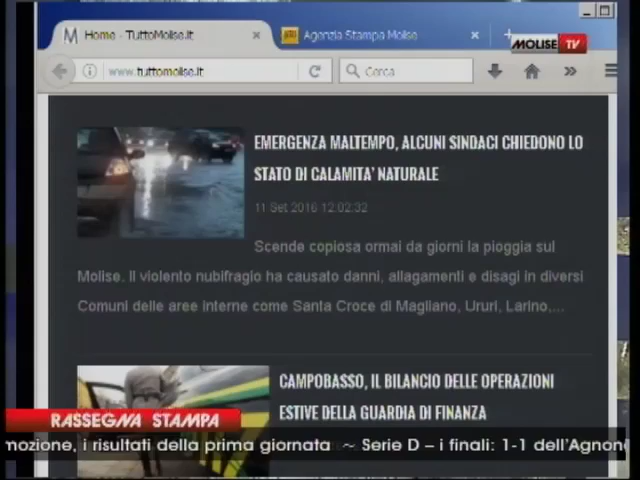 Home - TuttoMolise.it
Agenzia Stampa Molise
MOLISE TV
www.tuttomolise.it
Cerca
EMERGENZA MALTEMPO, ALCUNI SINDACI CHIEDONO LO
STATO DI CALAMITA' NATURALE
11 Set 2016 12:02:32
Scende copiosa ormai da giorni la pioggia sul
Molise. Il violento nubifragio ha causato danni, allagamenti e disagi in diversi
Comuni delle aree interne come Santa Croce di Magliano, Ururi, Larino,...
CAMPOBASSO, IL BILANCIO DELLE OPERAZIONI
ESTIVE DELLA GUARDIA DI FINANZA
RASSEGNA STAMPA
mozione, i risultati della prima giornata ~ Serie D – i finali: 1-1 dell'Agnon